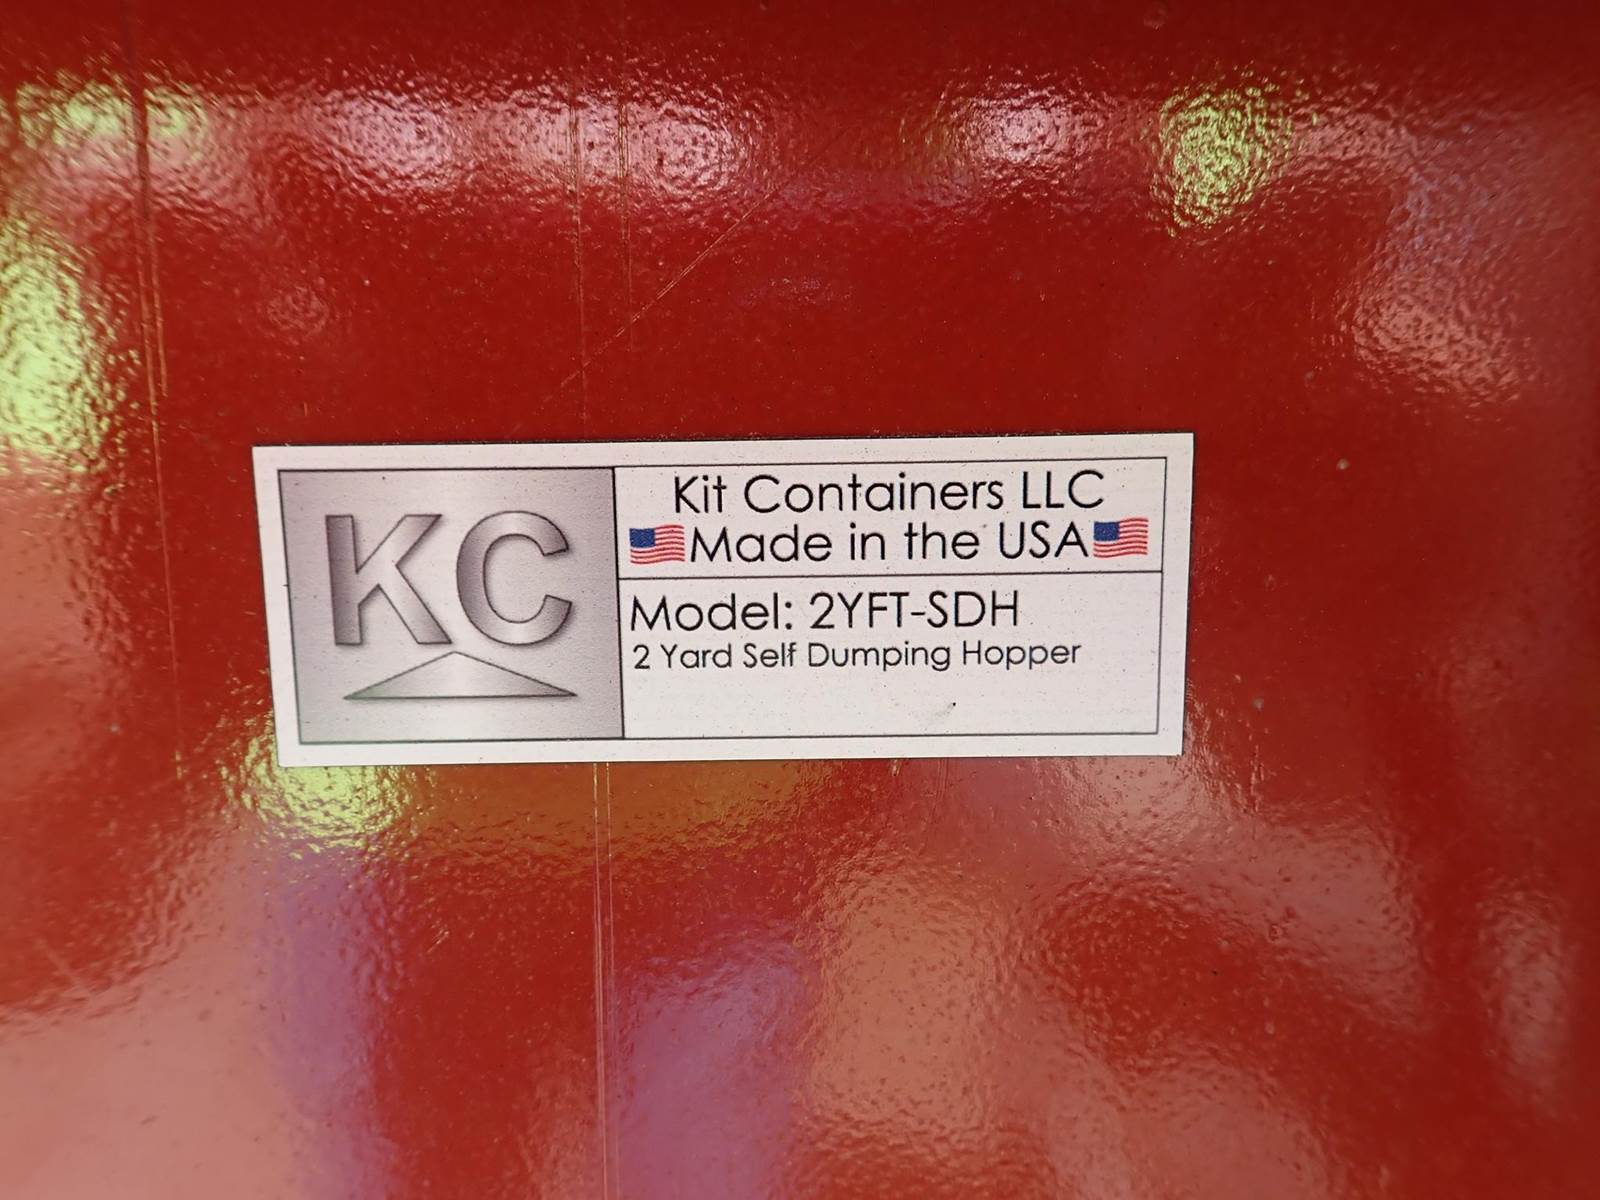 KC
Kit Containers LLC
Made in the USA
Model: 2YFT-SDH
2 Yard Self Dumping Hopper